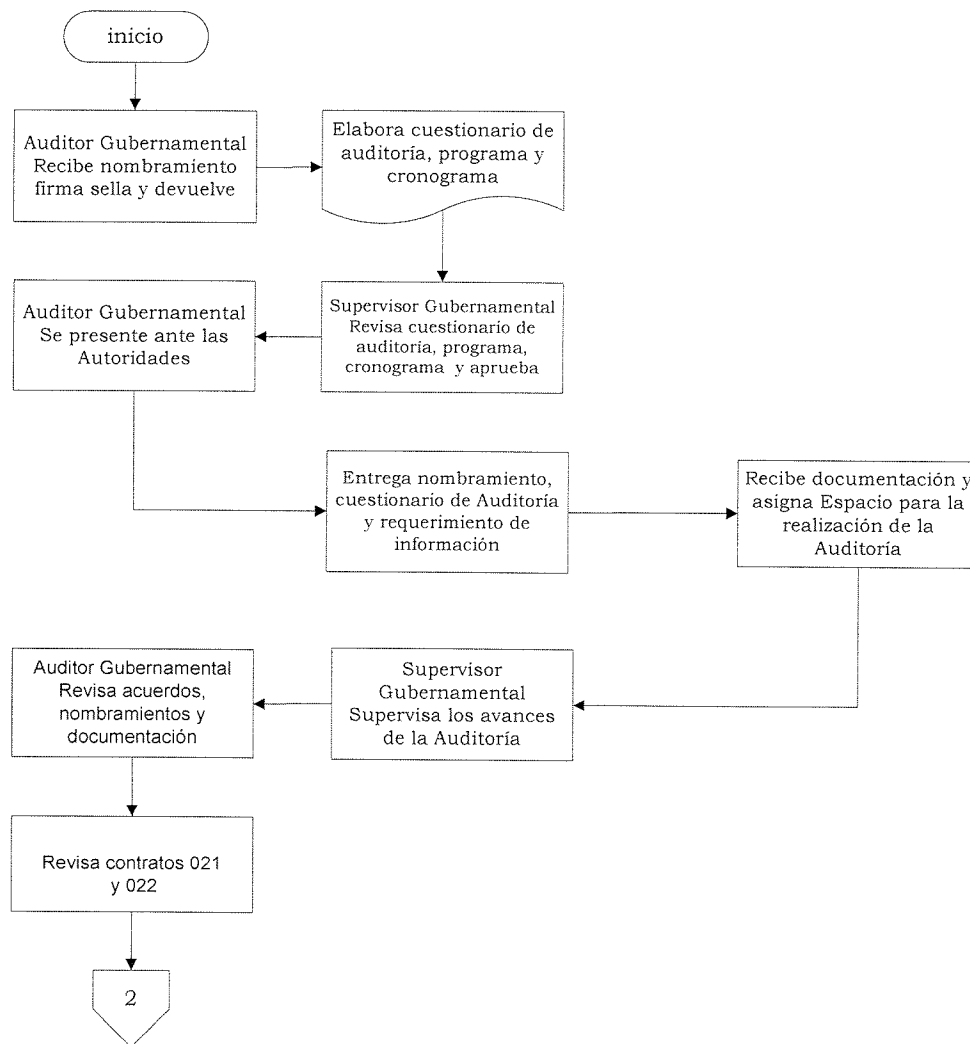 inicio
Auditor Gubernamental
Recibe nombramiento
firma sella y devuelve
Elabora cuestionario de
auditoría, programa y
cronograma
Supervisor Gubernamental
Revisa cuestionario de
auditoría, programa,
cronograma y aprueba
Auditor Gubernamental
Se presente ante las
Autoridades
Entrega nombramiento,
cuestionario de Auditoría
y requerimiento de
información
Recibe documentación y
asigna Espacio para la
realización de la
Auditoría
Supervisor
Gubernamental
Supervisa los avances
de la Auditoría
Auditor Gubernamental
Revisa acuerdos,
nombramientos y
documentación
Revisa contratos 021
y 022
2